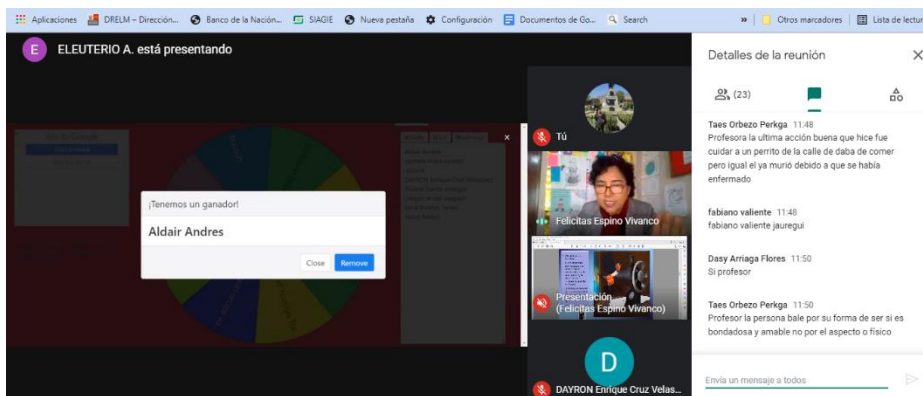 Aplicaciones DRELM – Dirección... Banco de la Nación... SIAGIE Nueva pestaña Configuración Documentos de Go... Search » Otros marcadores Lista de lectur
E ELEUTERIO A. está presentando
¡Tenemos un ganador!
Aldair Andres
Close Remove
Tú
Felicitas Espino Vivanco
Presentación
(Felicitas Espino Vivanco)
D
DAYRON Enrique Cruz Velas...
Detalles de la reunión
(23)
Taes Orbezo Perkga 11:48
Profesora la ultima acción buena que hice fue
cuidar a un perrito de la calle de daba de comer
pero igual el ya murió debido a que se había
enfermado
fabiano valiente 11:48
fabiano valiente jauregui
Dasy Arriaga Flores 11:50
Si profesor
Taes Orbezo Perkga 11:50
Profesor la persona bale por su forma de ser si es
bondadosa y amable no por el aspecto o físico
Envía un mensaje a todos